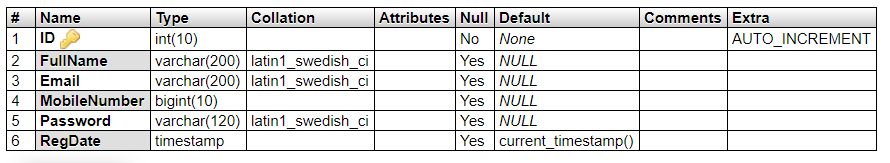 # Name Type Collation Attributes Null Default Comments Extra
1 ID int(10) No None AUTO_INCREMENT
2 FullName varchar(200) latin1_swedish_ci Yes NULL
3 Email varchar(200) latin1_swedish_ci Yes NULL
4 MobileNumber bigint(10) Yes NULL
5 Password varchar(120) latin1_swedish_ci Yes NULL
6 RegDate timestamp Yes current_timestamp()